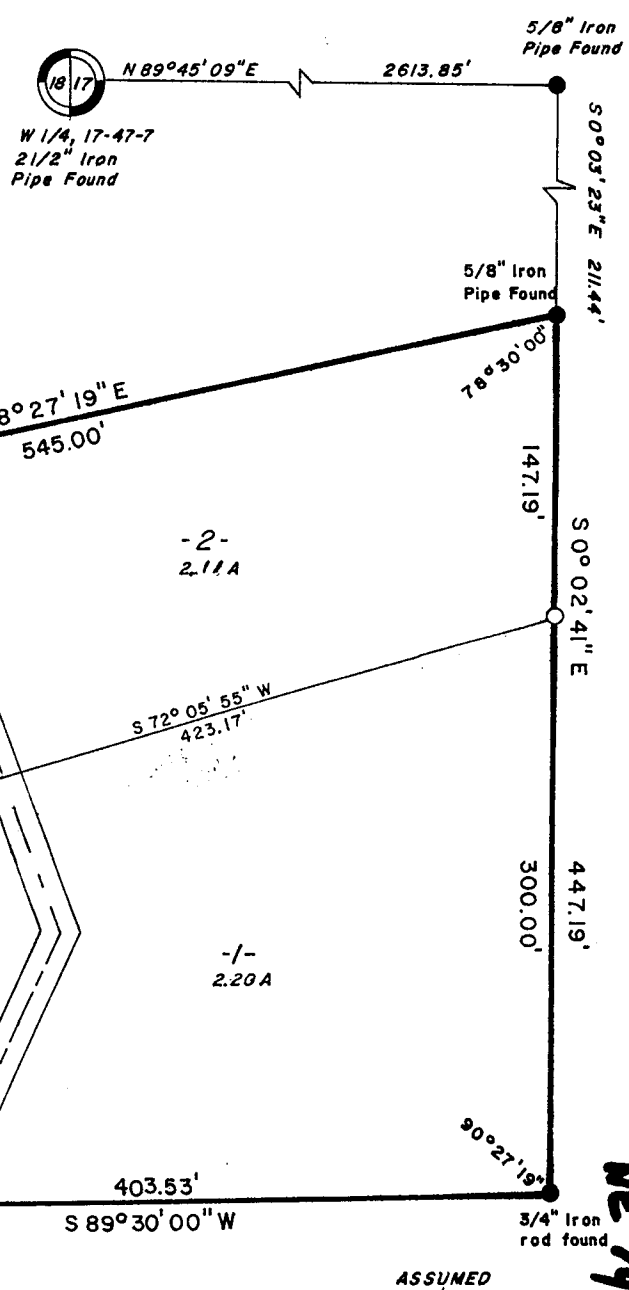 5/8" Iron
Pipe Found
18 17
N 89° 45' 09" E
2613.85'
W 1/4, 17-47-7
2 1/2" Iron
Pipe Found
S 0° 03' 23" E 211.44'
5/8" Iron
Pipe Found
78° 30' 00"
8° 27' 19" E
545.00'
147.19'
S 0° 02' 41" E
-2-
2.11 A
S 72° 05' 55" W
423.17'
447.19'
300.00'
-1-
2.20 A
90° 27' 19"
403.53'
S 89° 30' 00" W
3/4" Iron
rod found
ASSUMED